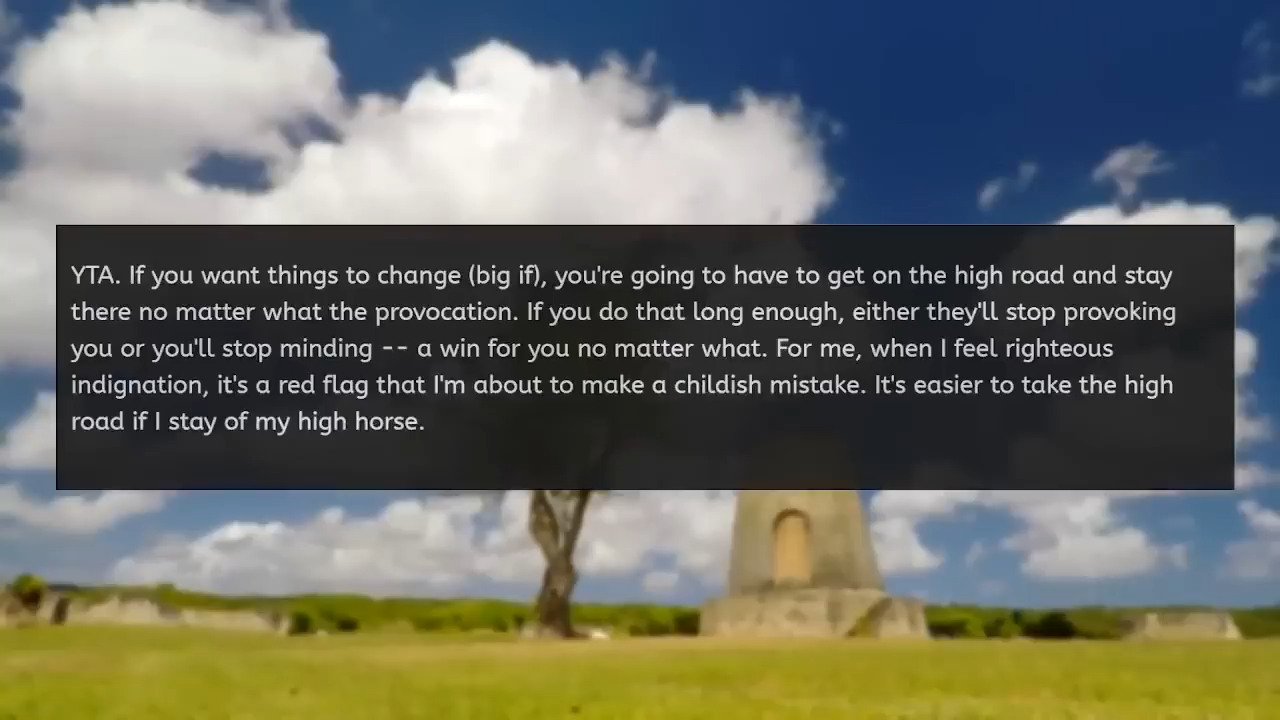 YTA. If you want things to change (big if), you're going to have to get on the high road and stay
there no matter what the provocation. If you do that long enough, either they'll stop provoking
you or you'll stop minding -- a win for you no matter what. For me, when I feel righteous
indignation, it's a red flag that I'm about to make a childish mistake. It's easier to take the high
road if I stay of my high horse.